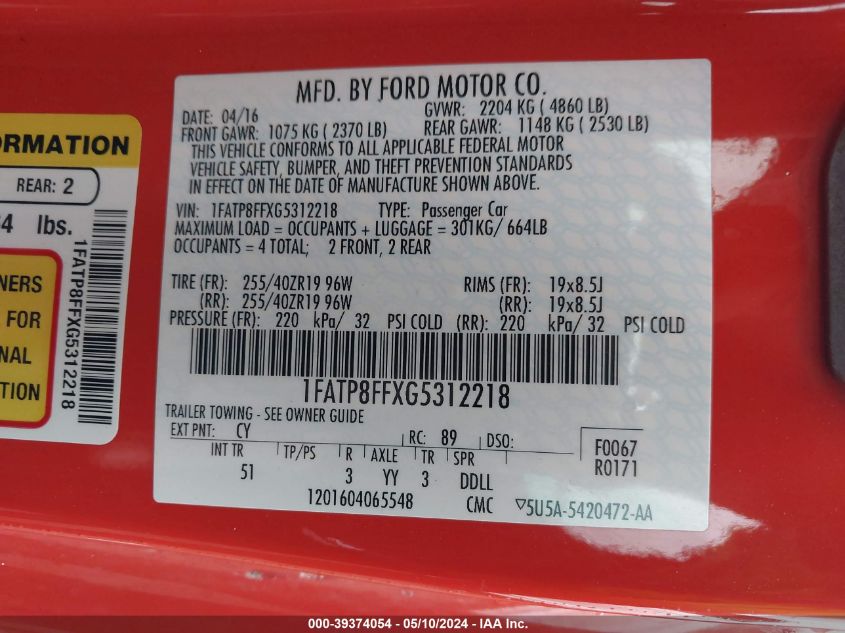 MFD. BY FORD MOTOR CO.
DATE: 04/16 GVWR: 2204 KG ( 4860 LB)
FRONT GAWR: 1075 KG ( 2370 LB) REAR GAWR: 1148 KG ( 2530 LB)
THIS VEHICLE CONFORMS TO ALL APPLICABLE FEDERAL MOTOR
VEHICLE SAFETY, BUMPER, AND THEFT PREVENTION STANDARDS
IN EFFECT ON THE DATE OF MANUFACTURE SHOWN ABOVE.
VIN: 1FATP8FFXG5312218 TYPE: Passenger Car
MAXIMUM LOAD = OCCUPANTS + LUGGAGE = 301KG/ 664LB
OCCUPANTS = 4 TOTAL; 2 FRONT, 2 REAR
TIRE (FR): 255/40ZR19 96W RIMS (FR): 19x8.5J
(RR): 255/40ZR19 96W (RR): 19x8.5J
PRESSURE (FR): 220 kPa/ 32 PSI COLD (RR): 220 kPa/ 32 PSI COLD
1FATP8FFXG5312218
TRAILER TOWING - SEE OWNER GUIDE
EXT PNT: CY RC: 89 DSO: F0067
INT TR TP/PS R AXLE TR SPR R0171
51 3 YY 3 DDLL
1201604065548 CMC ▽5U5A-5420472-AA
ORMATION
REAR: 2
4 lbs.
1FATP8FFXG5312218
NERS
FOR
NAL
TION
000-39374054 - 05/10/2024 - IAA Inc.